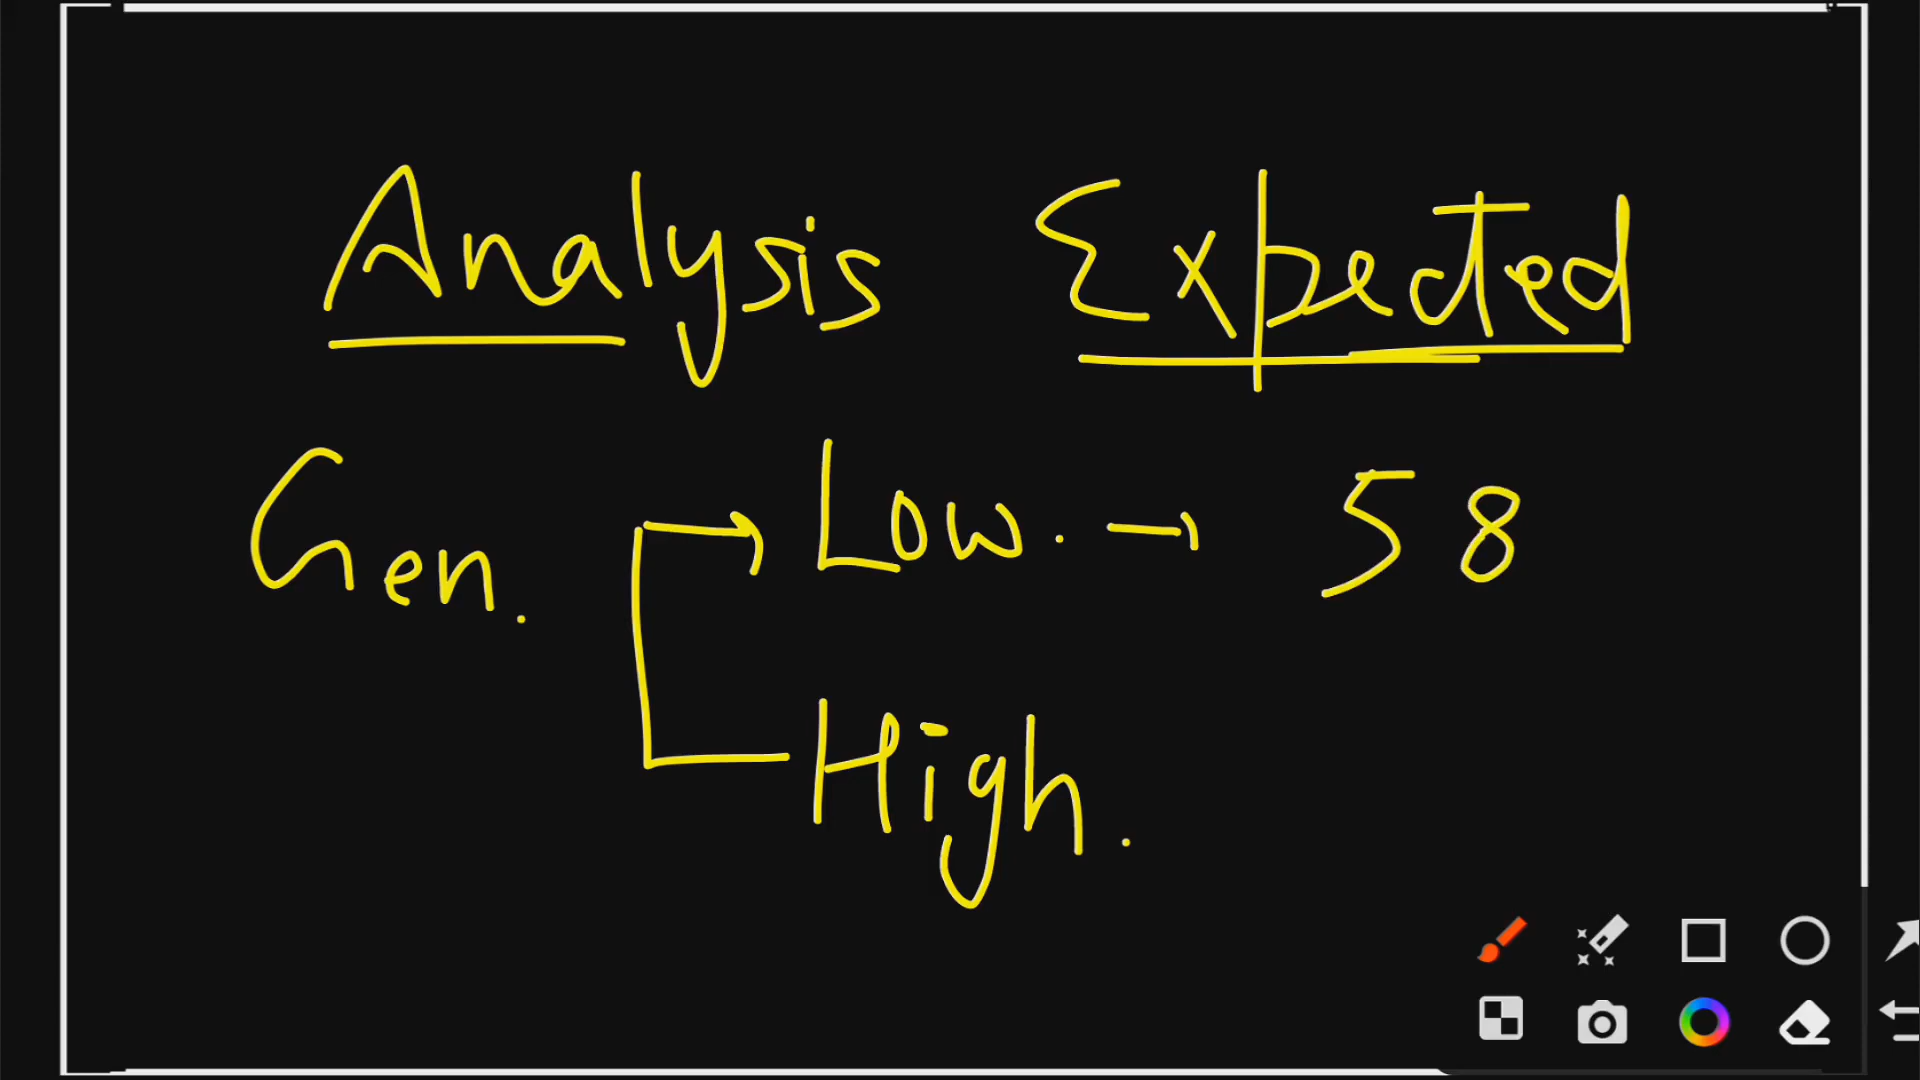 Analysis Expected
Gen. Low. → 58
High.